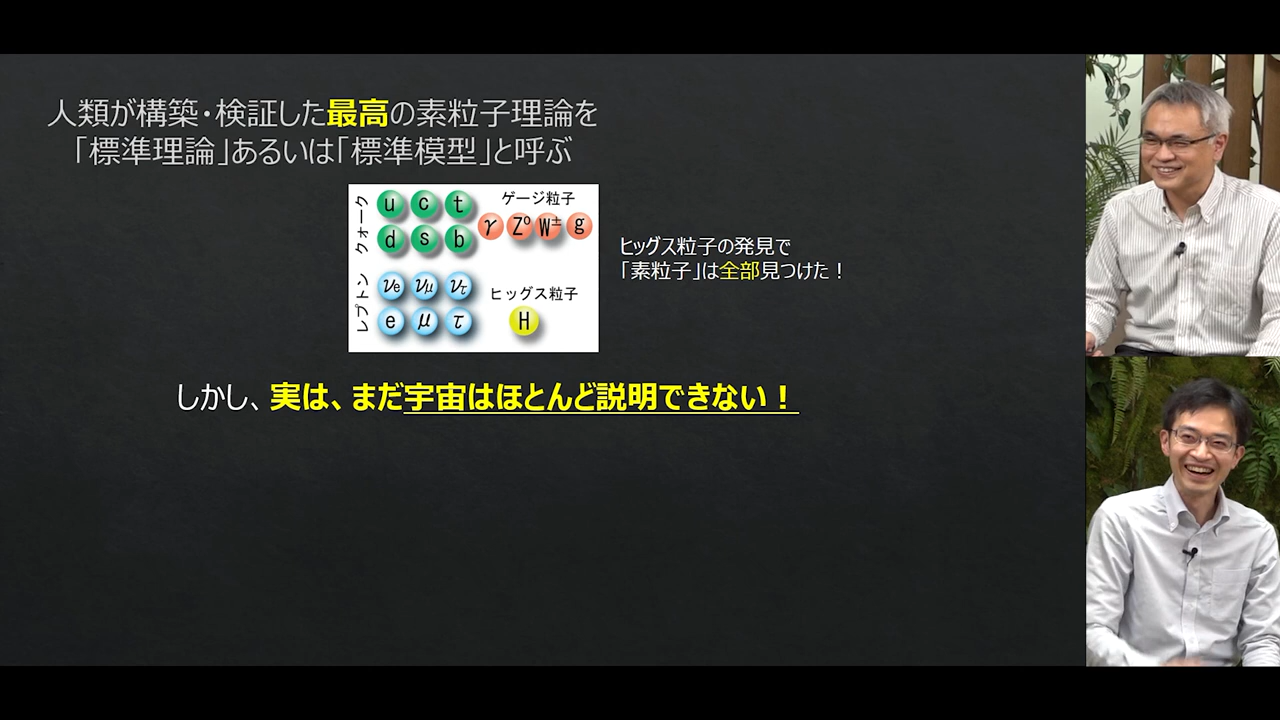 人類が構築・検証した最高の素粒子理論を
「標準理論」あるいは「標準模型」と呼ぶ
クォーク
u c t
d s b
ゲージ粒子
γ Z⁰ W± g
レプトン
νe νμ ντ
e μ τ
ヒッグス粒子
H
ヒッグス粒子の発見で
「素粒子」は全部見つけた！
しかし、実は、まだ宇宙はほとんど説明できない！